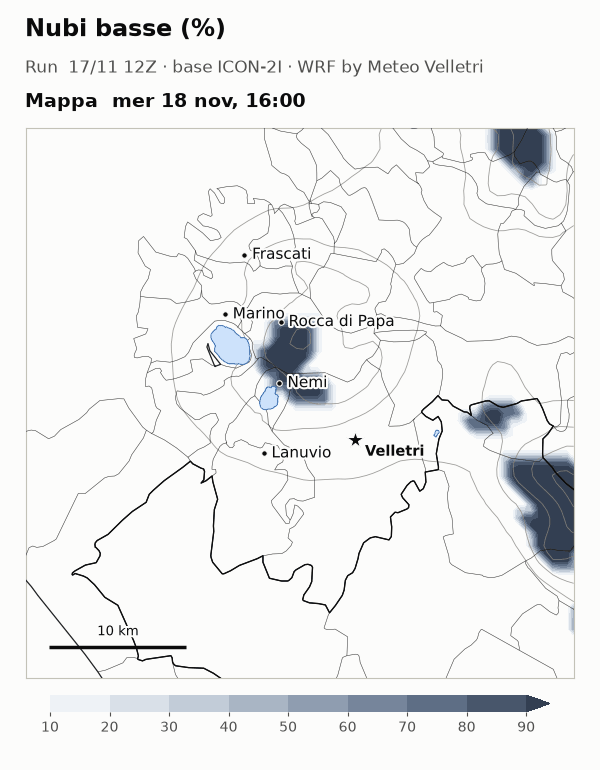 Nubi basse (%)
Run  17/11 12Z · base ICON-2I · WRF by Meteo Velletri
Mappa  mer 18 nov, 16:00
Frascati
Marino
Rocca di Papa
Nemi
Velletri
Lanuvio
10 km
10 20 30 40 50 60 70 80 90